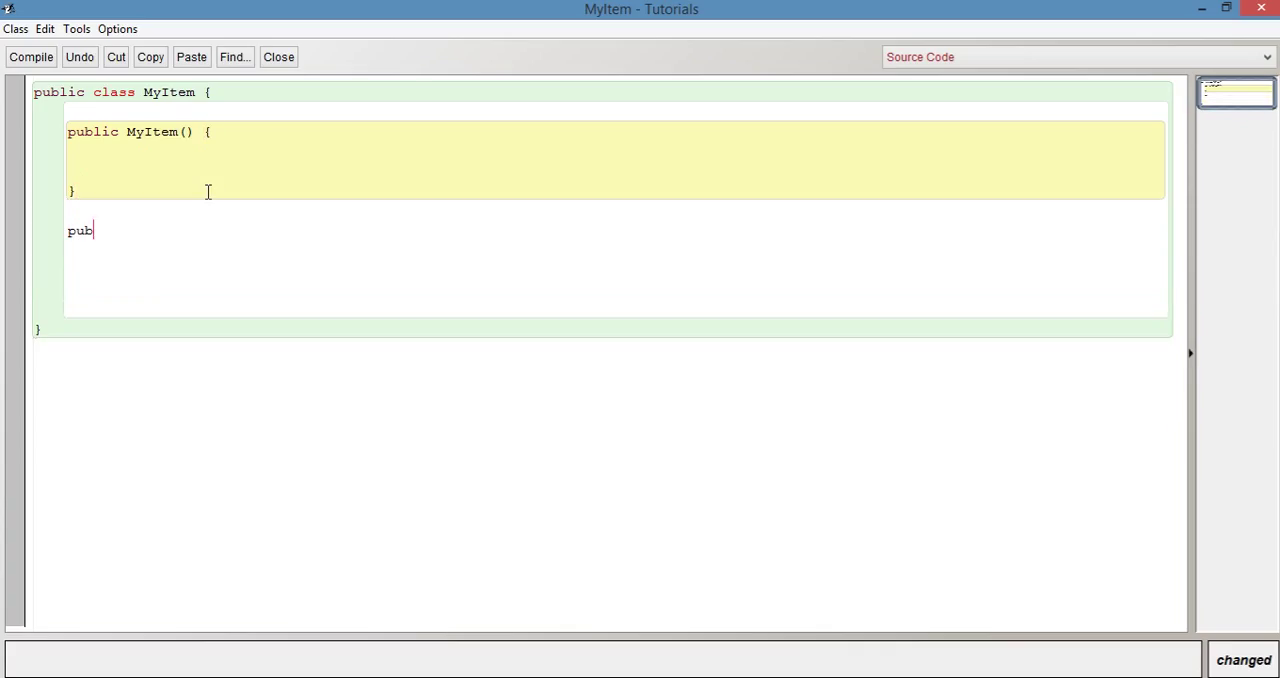 MyItem - Tutorials
Class Edit Tools Options
Compile Undo Cut Copy Paste Find... Close Source Code
public class MyItem {
public MyItem() {
}
pub
}
changed